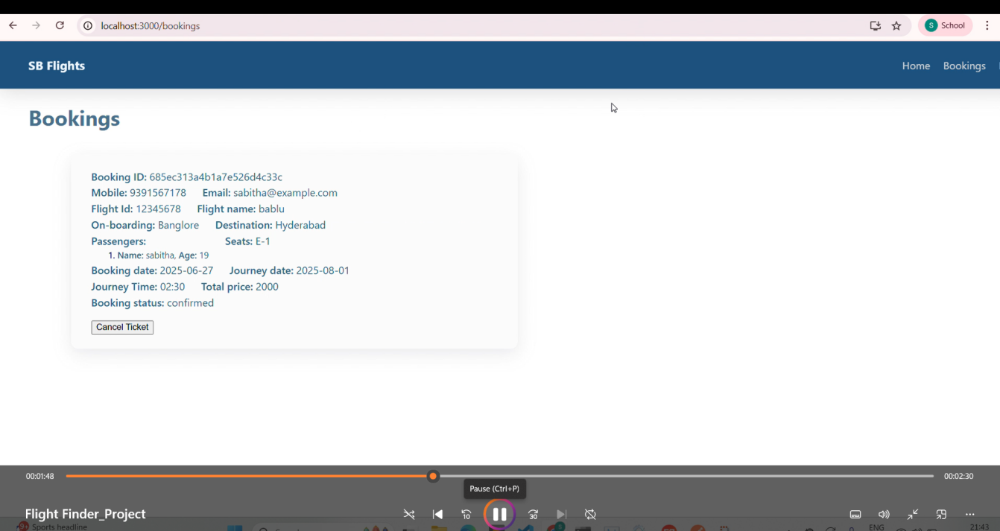 localhost:3000/bookings
S School
SB Flights Home Bookings
Bookings
Booking ID: 685ec313a4b1a7e526d4c33c
Mobile: 9391567178 Email: sabitha@example.com
Flight Id: 12345678 Flight name: bablu
On-boarding: Banglore Destination: Hyderabad
Passengers: Seats: E-1
1. Name: sabitha, Age: 19
Booking date: 2025-06-27 Journey date: 2025-08-01
Journey Time: 02:30 Total price: 2000
Booking status: confirmed
Cancel Ticket
00:01:48 00:02:30
Pause (Ctrl+P)
Flight Finder_Project
10 30
9+ Sports headline ENG 21:43